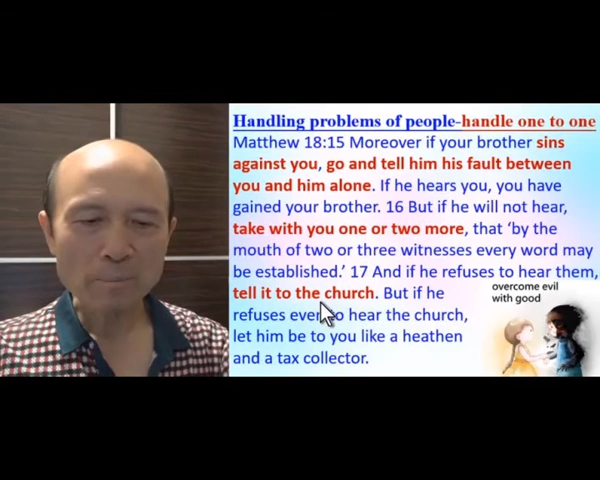 Handling problems of people-handle one to one
Matthew 18:15 Moreover if your brother sins
against you, go and tell him his fault between
you and him alone. If he hears you, you have
gained your brother. 16 But if he will not hear,
take with you one or two more, that ‘by the
mouth of two or three witnesses every word may
be established.’ 17 And if he refuses to hear them,
tell it to the church. But if he
refuses even to hear the church,
let him be to you like a heathen
and a tax collector.
overcome evil
with good